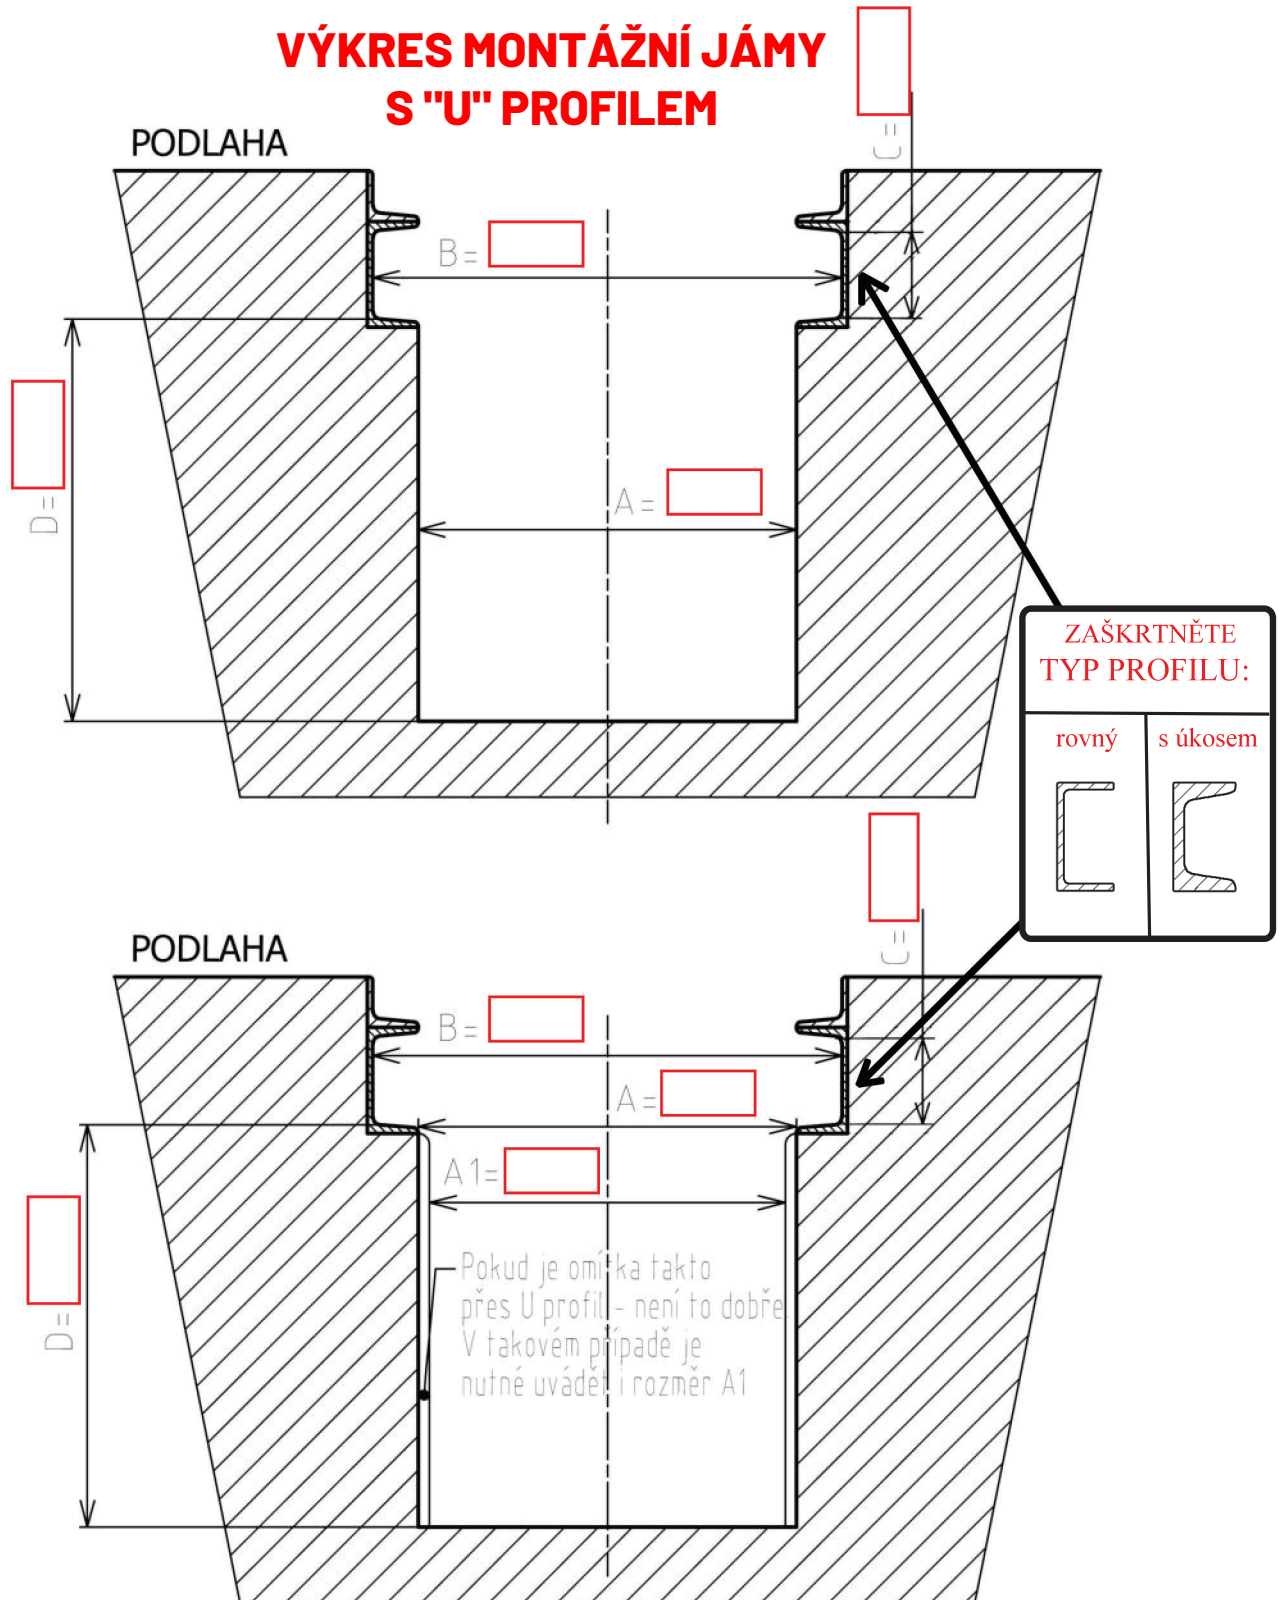 VÝKRES MONTÁŽNÍ JÁMY
S "U" PROFILEM
PODLAHA
C=
B=
D=
A=
ZAŠKRTNĚTE
TYP PROFILU:
rovný
s úkosem
PODLAHA
C=
B=
A=
A1=
D=
Pokud je omítka takto
přes U profil - není to dobře.
V takovém případě je
nutné uvádět i rozměr A1